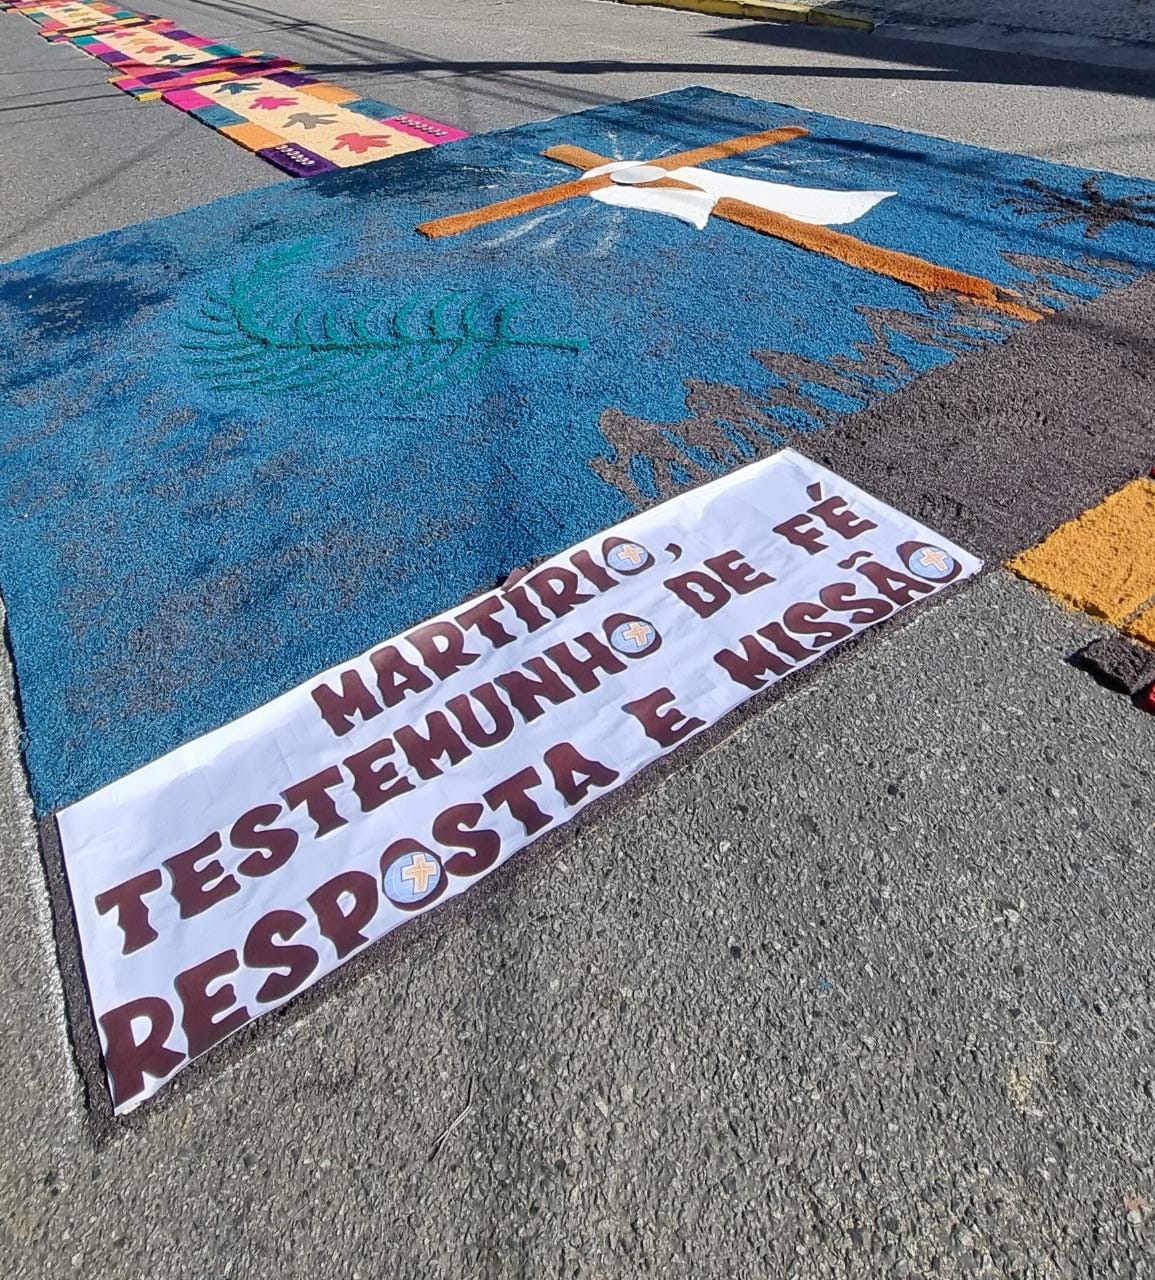 MARTÍRIO,
TESTEMUNHO DE FÉ
RESPOSTA E MISSÃO